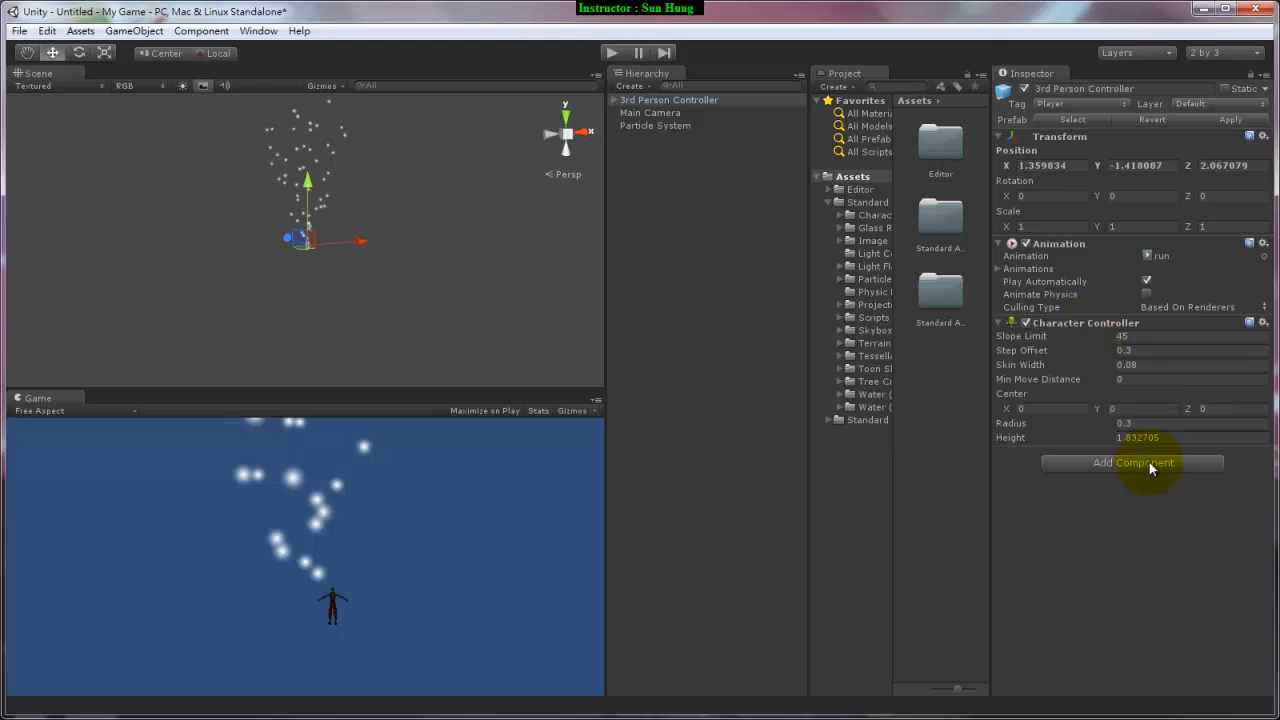 Instructor : Sun Hung
Unity - Untitled - My Game - PC, Mac & Linux Standalone*
File Edit Assets GameObject Component Window Help
Center Local
Layers
2 by 3
Scene
Textured RGB Gizmos All
y
x
Persp
Game
Free Aspect Maximize on Play Stats Gizmos
Hierarchy
Create All
3rd Person Controller
Main Camera
Particle System
Project
Create
Favorites
All Materi
All Models
All Prefab
All Scripts
Assets
Editor
Standard
Charac
Glass R
Image
Light Co
Light Fla
Particle
Physic
Project
Scripts
Skybox
Terrain
Tessella
Toon Sh
Tree Cr
Water (
Water (
Standard
Assets
Editor
Standard A..
Standard A..
Inspector
3rd Person Controller Static
Tag Player Layer Default
Prefab Select Revert Apply
Transform
Position
X 1.359834 Y -1.418087 Z 2.067079
Rotation
X 0 Y 0 Z 0
Scale
X 1 Y 1 Z 1
Animation
Animation run
Animations
Play Automatically
Animate Physics
Culling Type Based On Renderers
Character Controller
Slope Limit 45
Step Offset 0.3
Skin Width 0.08
Min Move Distance 0
Center
X 0 Y 0 Z 0
Radius 0.3
Height 1.832705
Add Component